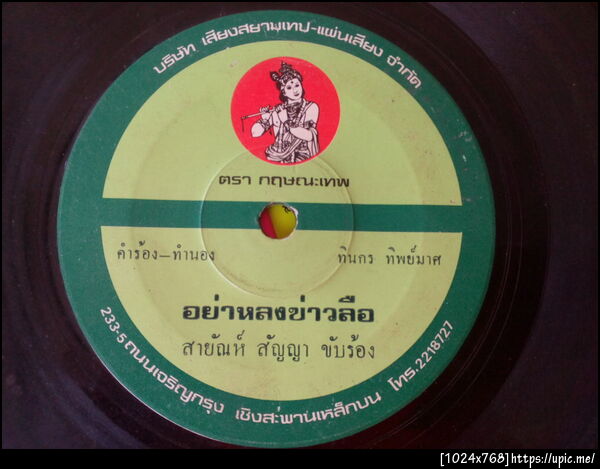 บริษัท เสียงสยามเทป-แผ่นเสียง จำกัด
ตรา กฤษณะเทพ
คำร้อง-ทำนอง ทินกร ทิพย์มาศ
อย่าหลงข่าวลือ
สายัณห์ สัญญา ขับร้อง
233-5 ถนนเจริญกรุง เชิงสะพานเหล็กบน โทร.2218727
[1024x768]https://upic.me/